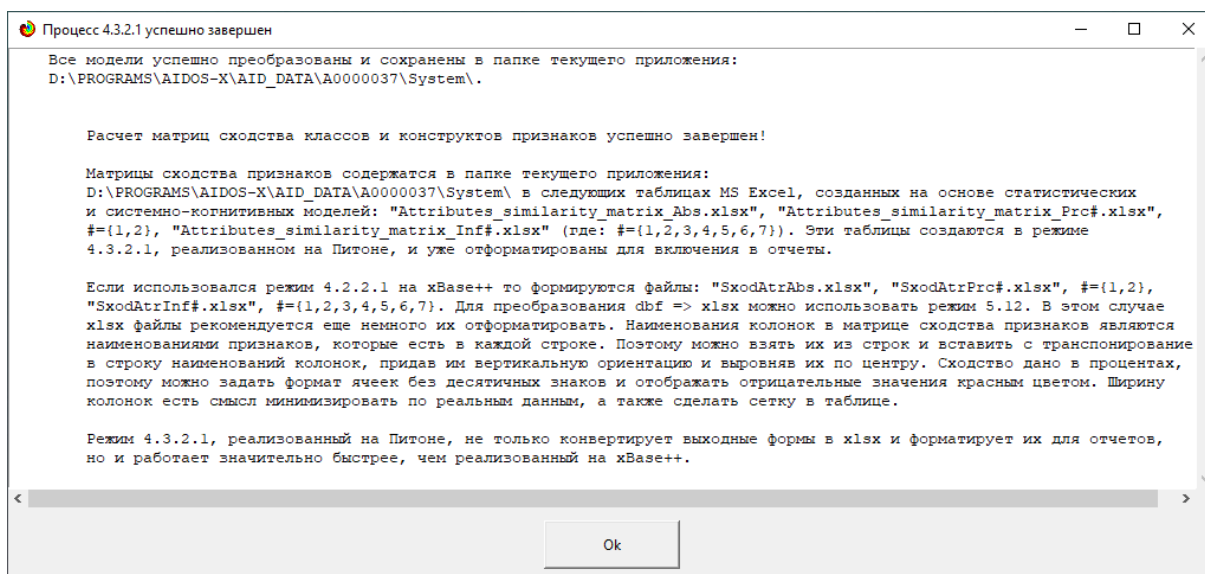 Процесс 4.3.2.1 успешно завершен
Все модели успешно преобразованы и сохранены в папке текущего приложения:
D:\PROGRAMS\AIDOS-X\AID_DATA\A0000037\System\.
Расчет матриц сходства классов и конструктов признаков успешно завершен!
Матрицы сходства признаков содержатся в папке текущего приложения:
D:\PROGRAMS\AIDOS-X\AID_DATA\A0000037\System\ в следующих таблицах MS Excel, созданных на основе статистических
и системно-когнитивных моделей: "Attributes_similarity_matrix_Abs.xlsx", "Attributes_similarity_matrix_Prc#.xlsx",
#={1,2}, "Attributes_similarity_matrix_Inf#.xlsx" (где: #={1,2,3,4,5,6,7}). Эти таблицы создаются в режиме
4.3.2.1, реализованном на Питоне, и уже отформатированы для включения в отчеты.
Если использовался режим 4.2.2.1 на xBase++ то формируются файлы: "SxodAtrAbs.xlsx", "SxodAtrPrc#.xlsx", #={1,2},
"SxodAtrInf#.xlsx", #={1,2,3,4,5,6,7}. Для преобразования dbf => xlsx можно использовать режим 5.12. В этом случае
xlsx файлы рекомендуется еще немного их отформатировать. Наименования колонок в матрице сходства признаков являются
наименованиями признаков, которые есть в каждой строке. Поэтому можно взять их из строк и вставить с транспонирование
в строку наименований колонок, придав им вертикальную ориентацию и выровняв их по центру. Сходство дано в процентах,
поэтому можно задать формат ячеек без десятичных знаков и отображать отрицательные значения красным цветом. Ширину
колонок есть смысл минимизировать по реальным данным, а также сделать сетку в таблице.
Режим 4.3.2.1, реализованный на Питоне, не только конвертирует выходные формы в xlsx и форматирует их для отчетов,
но и работает значительно быстрее, чем реализованный на xBase++.
Ok